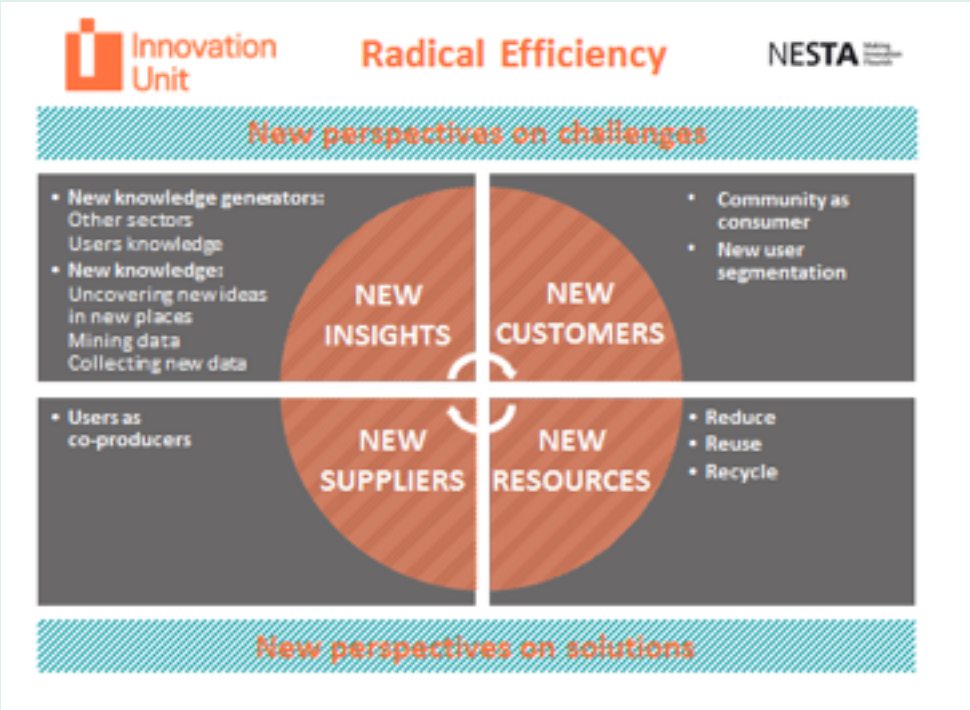 Innovation
Unit
Radical Efficiency
NESTA
New perspectives on challenges
• New knowledge generators:
Other sectors
Users knowledge
• New knowledge:
Uncovering new ideas
in new places
Mining data
Collecting new data
NEW
INSIGHTS
NEW
CUSTOMERS
• Community as
consumer
• New user
segmentation
• Users as
co-producers
NEW
SUPPLIERS
NEW
RESOURCES
• Reduce
• Reuse
• Recycle
New perspectives on solutions